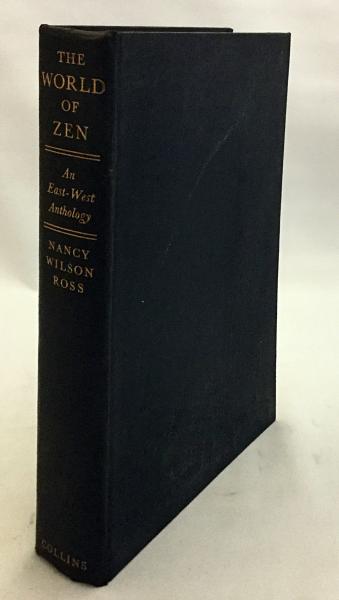 THE
WORLD
OF
ZEN
An
East-West
Anthology
NANCY
WILSON
ROSS
COLLINS